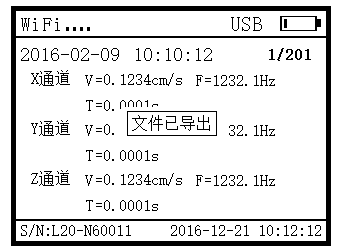 WiFi.... USB
2016-02-09 10:10:12 1/201
X通道 V=0.1234cm/s F=1232.1Hz
T=0.0001s
Y通道 V=0. 文件已导出 32.1Hz
T=0.0001s
Z通道 V=0.1234cm/s F=1232.1Hz
T=0.0001s
S/N:L20-N60011 2016-12-21 10:12:12